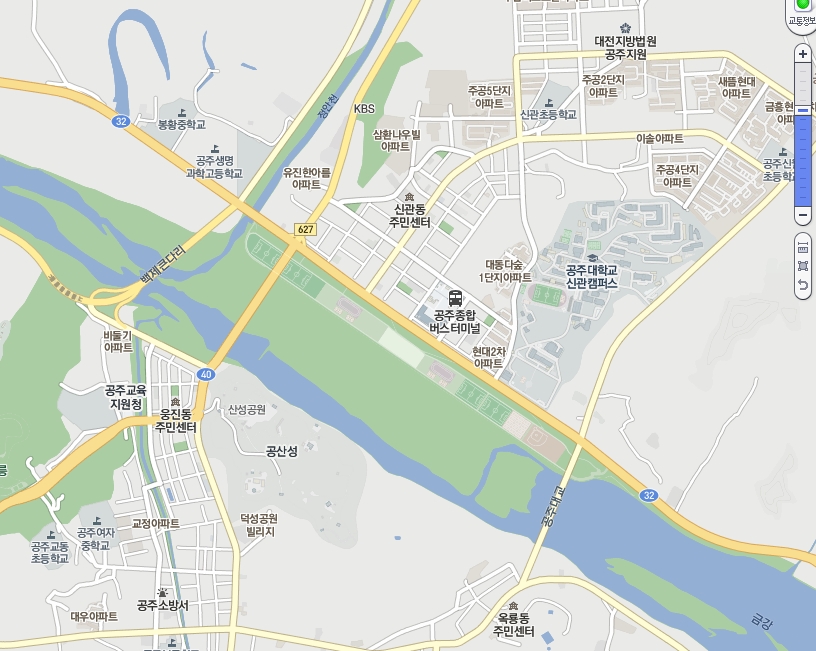 교통정보
대전지방법원
공주지원
주공2단지
아파트
새뜸현대
아파트
주공5단지
아파트
신관초등학교
금흥현
KBS
정안천
32
봉황중학교
삼환나우빌
아파트
이솔아파트
공주생명
과학고등학교
유진한아름
아파트
주공4단지
아파트
공주신
초등학교
신관동
주민센터
627
백제큰다리
대동다숲
1단지아파트
공주대학교
신관캠퍼스
공주종합
버스터미널
비둘기
아파트
현대2차
아파트
40
공주교육
지원청
웅진동
주민센터
산성공원
공산성
릉
32
공주대교
교정아파트
덕성공원
빌리지
공주여자
중학교
공주교동
초등학교
공주소방서
대우아파트
옥룡동
주민센터
금강